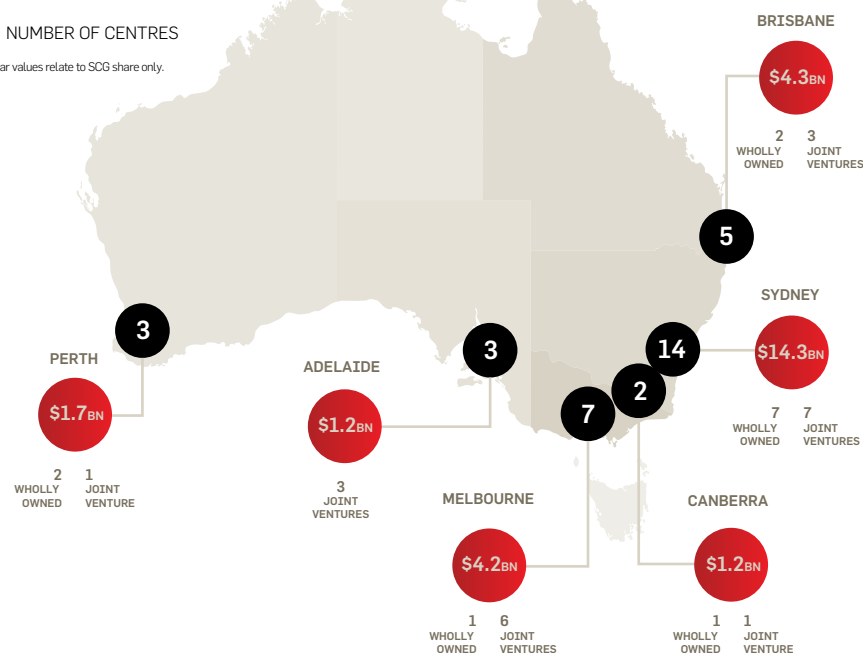 NUMBER OF CENTRES
ar values relate to SCG share only.
BRISBANE
$4.3BN
2 3
WHOLLY OWNED
JOINT VENTURES
5
SYDNEY
$14.3BN
7 7
WHOLLY OWNED
JOINT VENTURES
14
3
PERTH
$1.7BN
2 1
WHOLLY OWNED
JOINT VENTURE
3
ADELAIDE
$1.2BN
3
JOINT
VENTURES
7
MELBOURNE
$4.2BN
1 6
WHOLLY OWNED
JOINT VENTURES
2
CANBERRA
$1.2BN
1 1
WHOLLY OWNED
JOINT VENTURE